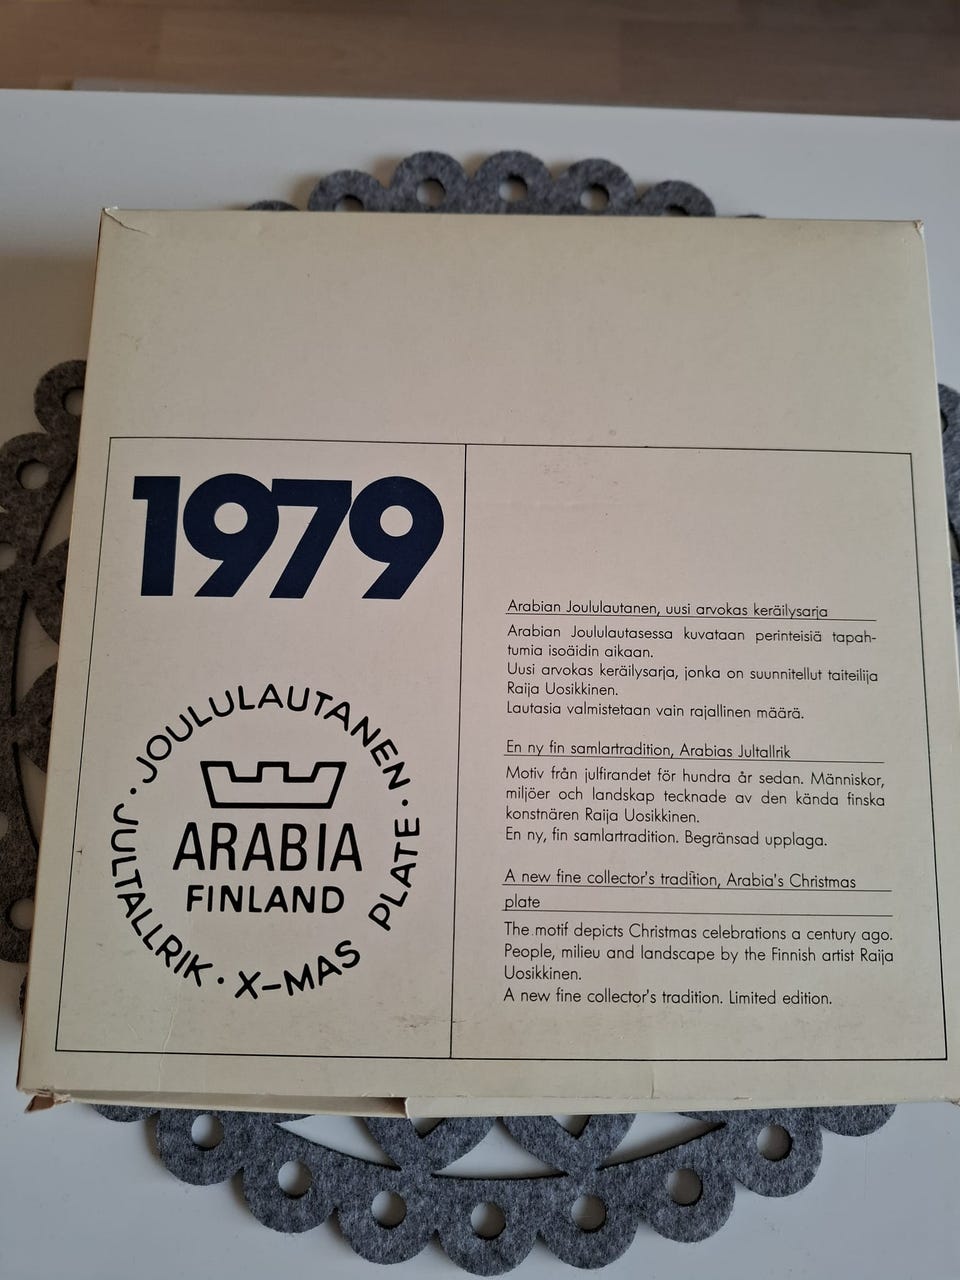 1979
JOULULAUTANEN · X-MAS PLATE · JULTALLRIK ·
ARABIA
FINLAND
Arabian Joululautanen, uusi arvokas keräilysarja
Arabian Joululautasessa kuvataan perinteisiä tapah-
tumia isoäidin aikaan.
Uusi arvokas keräilysarja, jonka on suunnitellut taiteilija
Raija Uosikkinen.
Lautasia valmistetaan vain rajallinen määrä.
En ny fin samlartradition, Arabias Jultallrik
Motiv från julfirandet för hundra år sedan. Människor,
miljöer och landskap tecknade av den kända finska
konstnären Raija Uosikkinen.
En ny, fin samlartradition. Begränsad upplaga.
A new fine collector's tradition, Arabia's Christmas
plate
The motif depicts Christmas celebrations a century ago.
People, milieu and landscape by the Finnish artist Raija
Uosikkinen.
A new fine collector's tradition. Limited edition.